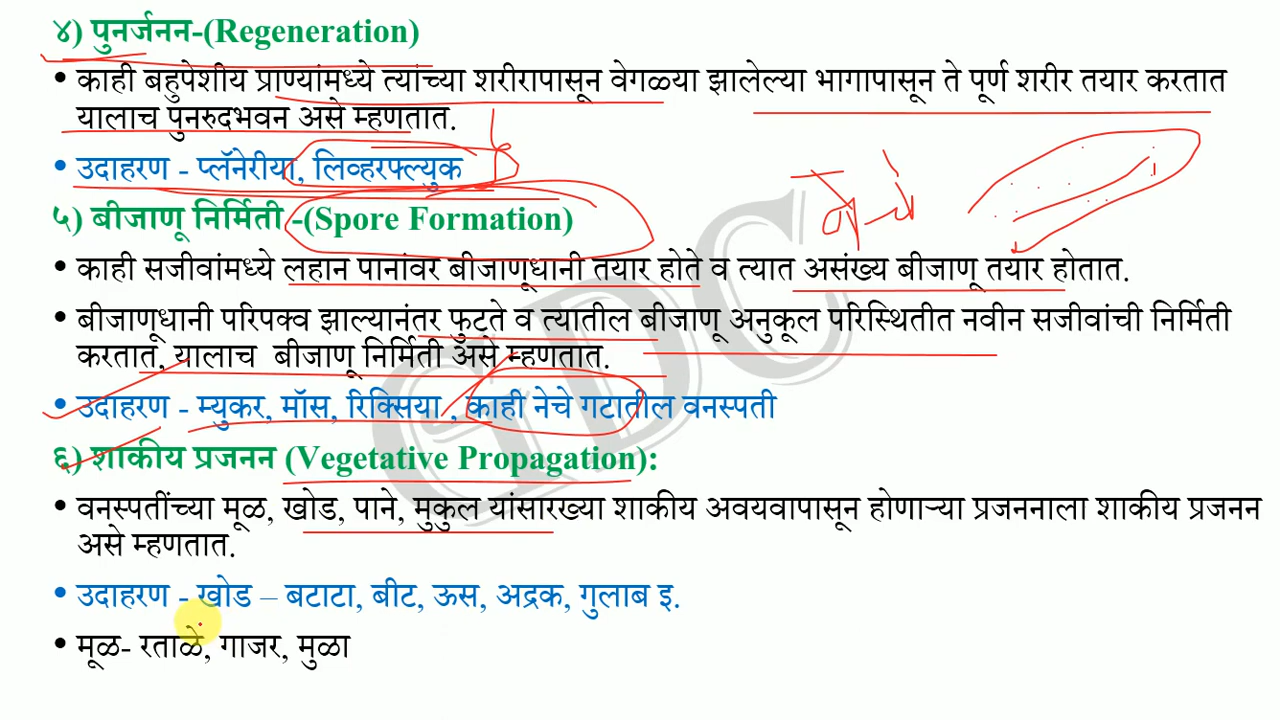 ४) पुनर्जनन-(Regeneration)
• काही बहुपेशीय प्राण्यांमध्ये त्यांच्या शरीरापासून वेगळ्या झालेल्या भागापासून ते पूर्ण शरीर तयार करतात
यालाच पुनरुदभवन असे म्हणतात.
• उदाहरण - प्लॅनेरीया, लिव्हरफ्ल्युक
नेचे
५) बीजाणू निर्मिती -(Spore Formation)
• काही सजीवांमध्ये लहान पानांवर बीजाणूधानी तयार होते व त्यात असंख्य बीजाणू तयार होतात.
• बीजाणूधानी परिपक्व झाल्यानंतर फुटते व त्यातील बीजाणू अनुकूल परिस्थितीत नवीन सजीवांची निर्मिती
करतात, यालाच बीजाणू निर्मिती असे म्हणतात.
• उदाहरण - म्युकर, मॉस, रिक्सिया , काही नेचे गटातील वनस्पती
६) शाकीय प्रजनन (Vegetative Propagation):
• वनस्पतींच्या मूळ, खोड, पाने, मुकुल यांसारख्या शाकीय अवयवापासून होणाऱ्या प्रजननाला शाकीय प्रजनन
असे म्हणतात.
• उदाहरण - खोड – बटाटा, बीट, ऊस, अद्रक, गुलाब इ.
• मूळ- रताळे, गाजर, मुळा
GDC